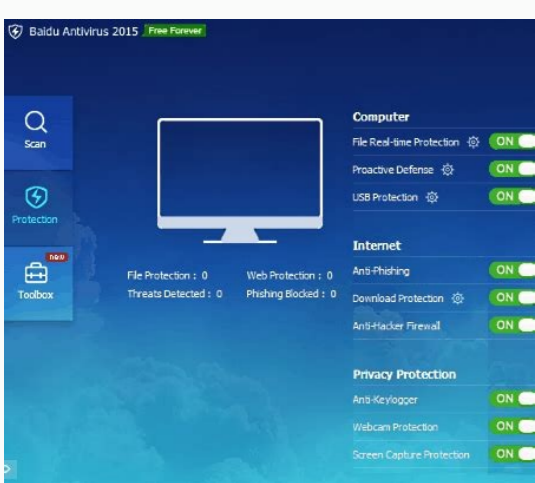 Baidu Antivirus 2015 Free Forever
Scan
Protection
new
Toolbox
File Protection : 0 Web Protection : 0
Threats Detected : 0 Phishing Blocked : 0
Computer
File Real-time Protection ON
Proactive Defense ON
USB Protection ON
Internet
Anti-Phishing ON
Download Protection ON
Anti-Hacker Firewall ON
Privacy Protection
Anti-Keylogger ON
Webcam Protection ON
Screen Capture Protection ON